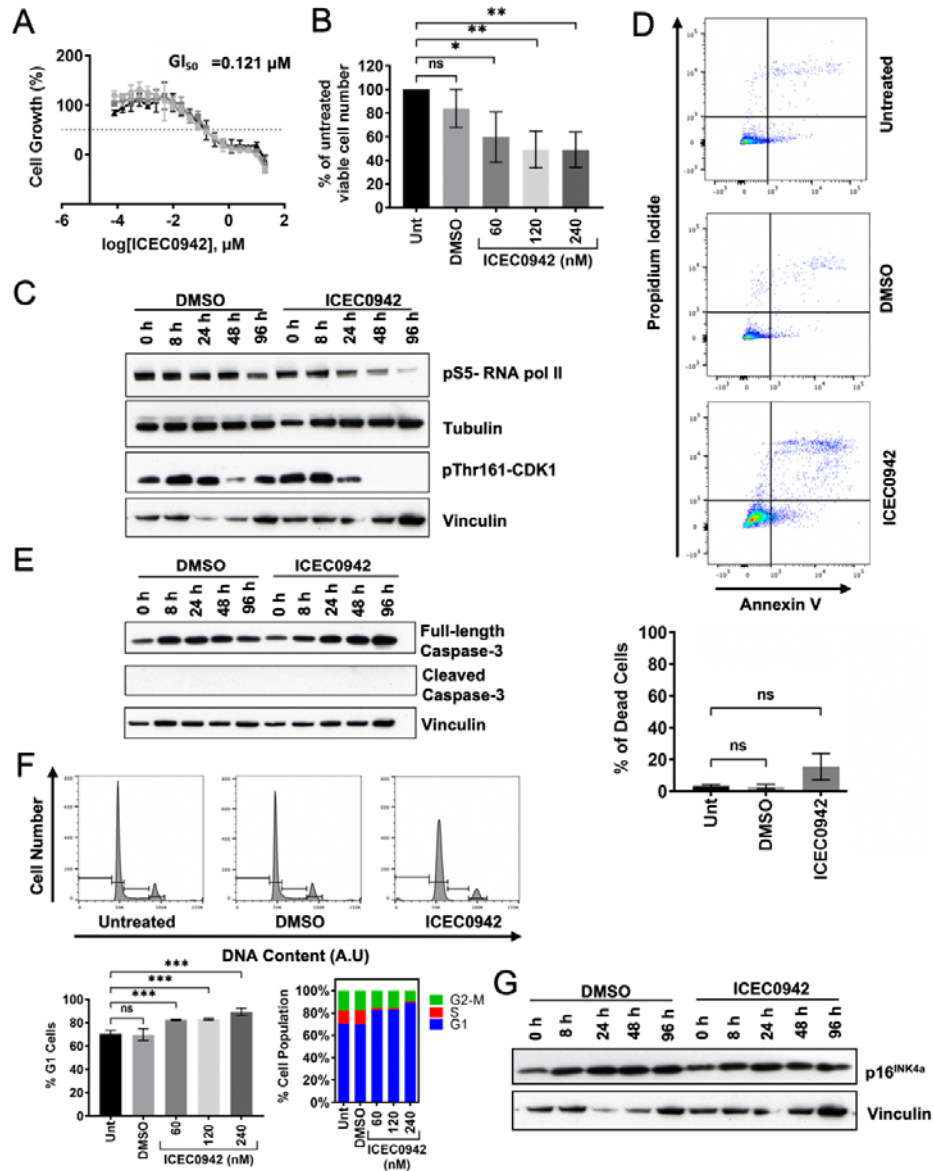 A
GI50 =0.121 µM
200
100
0
Cell Growth (%)
-6 -4 -2 0 2
log[ICEC0942], µM
B
** 
**
*
ns
120
100
80
60
40
20
0
% of untreated
viable cell number
Unt DMSO 60 120 240
ICEC0942 (nM)
C
DMSO ICEC0942
0 h 8 h 24 h 48 h 96 h 0 h 8 h 24 h 48 h 96 h
pS5- RNA pol II
Tubulin
pThr161-CDK1
Vinculin
D
Propidium Iodide
Untreated
DMSO
ICEC0942
Annexin V
% of Dead Cells
100
80
60
40
20
0
ns
ns
Unt DMSO ICEC0942
E
DMSO ICEC0942
0 h 8 h 24 h 48 h 96 h 0 h 8 h 24 h 48 h 96 h
Full-length
Caspase-3
Cleaved
Caspase-3
Vinculin
F
Cell Number
Untreated DMSO ICEC0942
DNA Content (A.U)
***
***
***
ns
100
80
60
40
20
0
% G1 Cells
Unt DMSO 60 120 240
ICEC0942 (nM)
100%
80%
60%
40%
20%
0%
% Cell Population
G2-M
S
G1
Unt DMSO 60 120 240
ICEC0942
(nM)
G
DMSO ICEC0942
0 h 8 h 24 h 48 h 96 h 0 h 8 h 24 h 48 h 96 h
p16INK4a
Vinculin